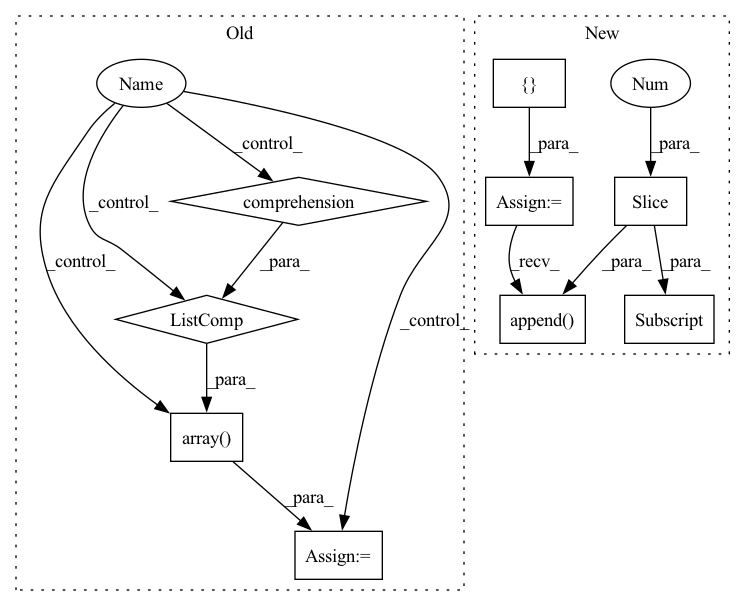 Old
New
Name
{}
Num
_control_
_para_
_para_
comprehension
Assign:=
Slice
_control_
_control_
_para_
_recv_
_para_
_para_
ListComp
_control_
append()
Subscript
_para_
array()
_para_
Assign:=